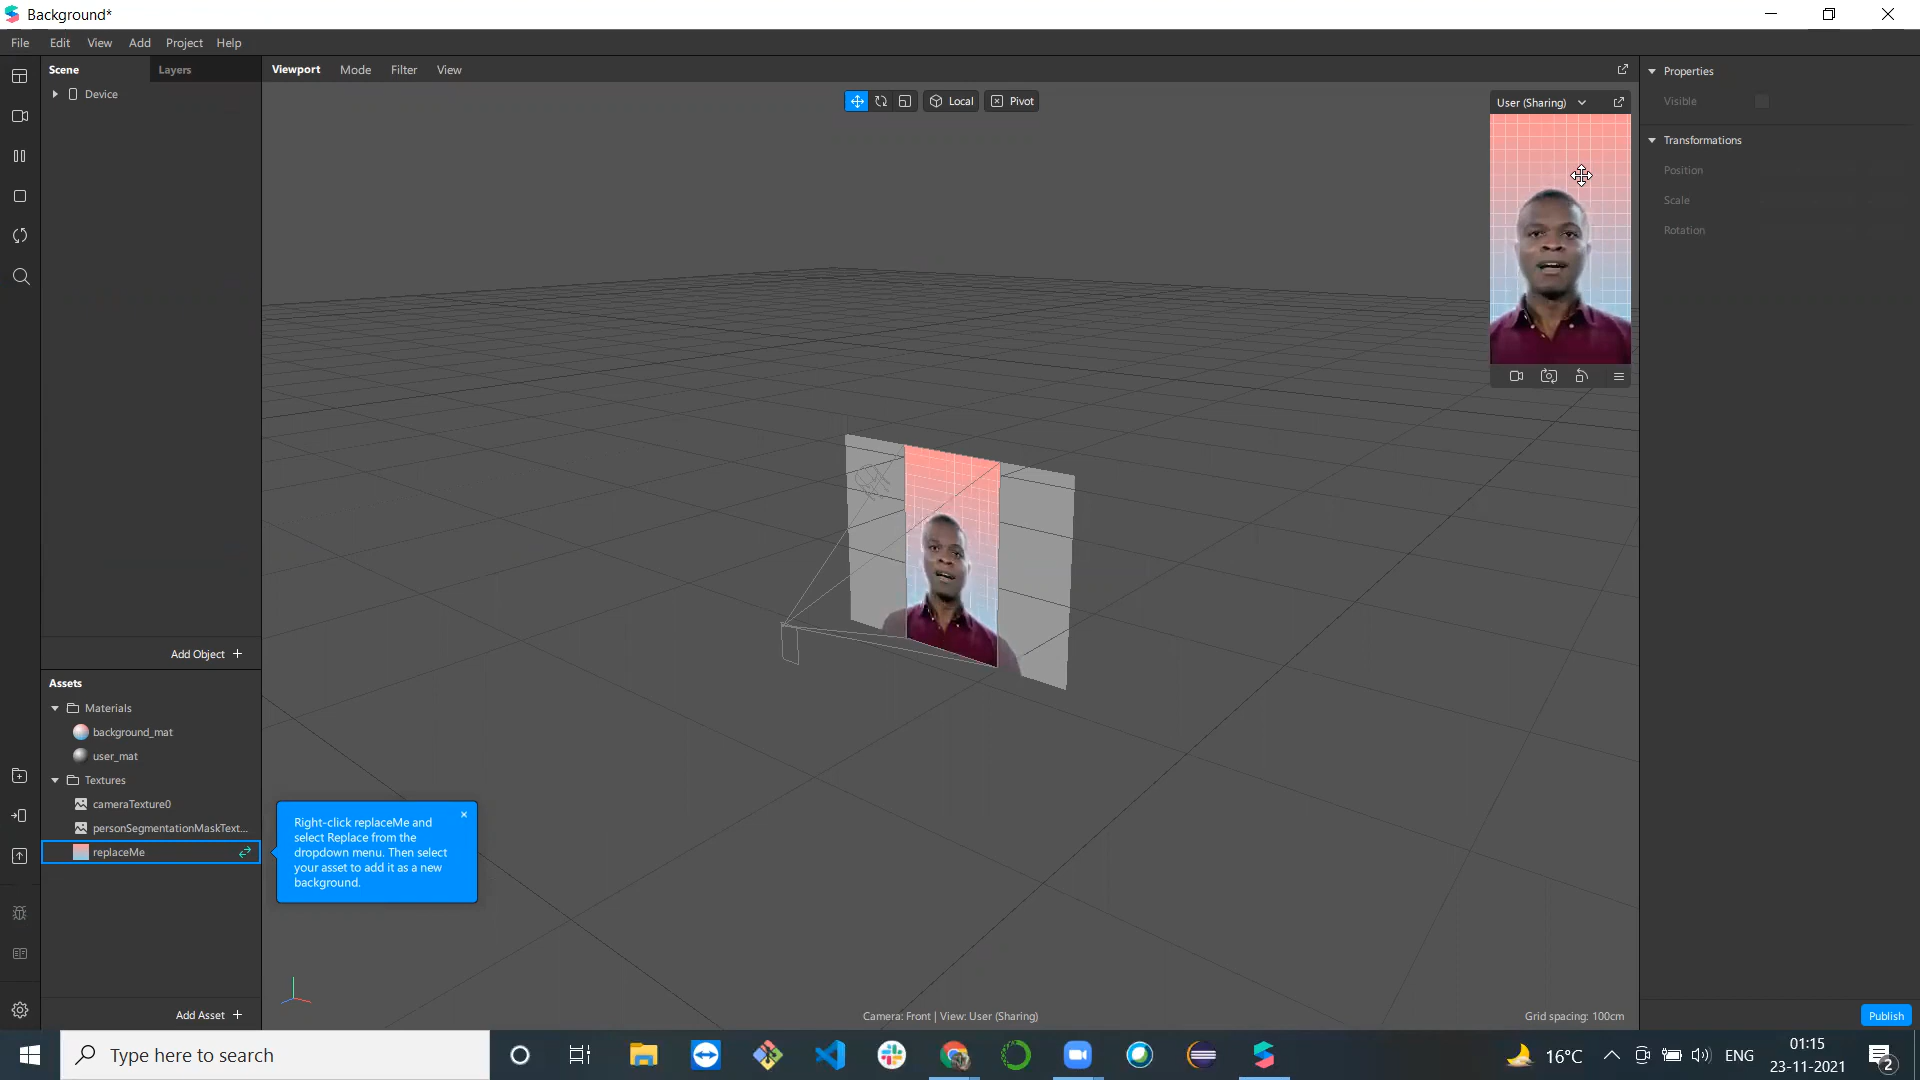 Background*
File Edit View Add Project Help
Scene Layers
Device
Viewport Mode Filter View
Local Pivot
User (Sharing)
Properties
Visible
Transformations
Position
Scale
Rotation
Add Object +
Assets
Materials
background_mat
user_mat
Textures
cameraTexture0
personSegmentationMaskText...
replaceMe
Right-click replaceMe and
select Replace from the
dropdown menu. Then select
your asset to add it as a new
background.
Add Asset +
Camera: Front | View: User (Sharing)
Grid spacing: 100cm
Publish
Type here to search
16°C
ENG
01:15
23-11-2021
2